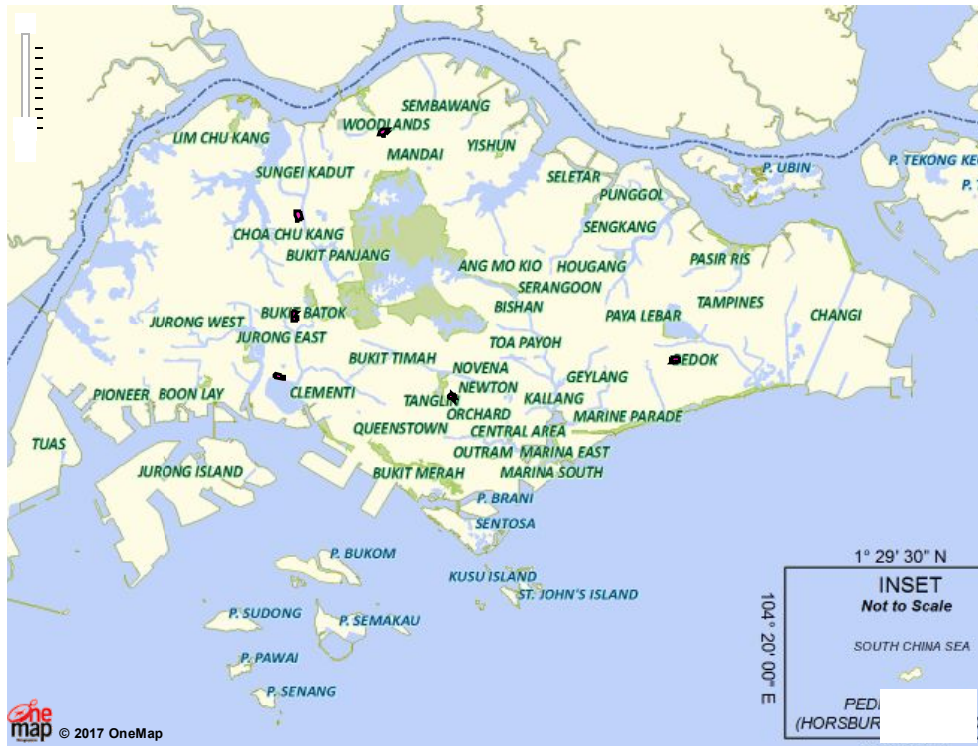 SEMBAWANG
WOODLANDS
LIM CHU KANG
YISHUN
MANDAI
P. TEKONG
P. UBIN
SUNGEI KADUT
SELETAR
PUNGGOL
SENGKANG
CHOA CHU KANG
BUKIT PANJANG
PASIR RIS
ANG MO KIO
HOUGANG
SERANGOON
BISHAN
TAMPINES
BUKIT BATOK
PAYA LEBAR
CHANGI
JURONG WEST
JURONG EAST
TOA PAYOH
BUKIT TIMAH
BEDOK
NOVENA
GEYLANG
NEWTON
PIONEER
BOON LAY
CLEMENTI
TANGLIN
KALLANG
ORCHARD
MARINE PARADE
QUEENSTOWN
CENTRAL AREA
TUAS
OUTRAM
MARINA EAST
JURONG ISLAND
BUKIT MERAH
MARINA SOUTH
P. BRANI
SENTOSA
P. BUKOM
KUSU ISLAND
ST. JOHN'S ISLAND
P. SUDONG
P. SEMAKAU
P. PAWAI
P. SENANG
1° 29' 30" N
104° 20' 00" E
INSET
Not to Scale
SOUTH CHINA SEA
PED
(HORSBUR
One
map © 2017 OneMap